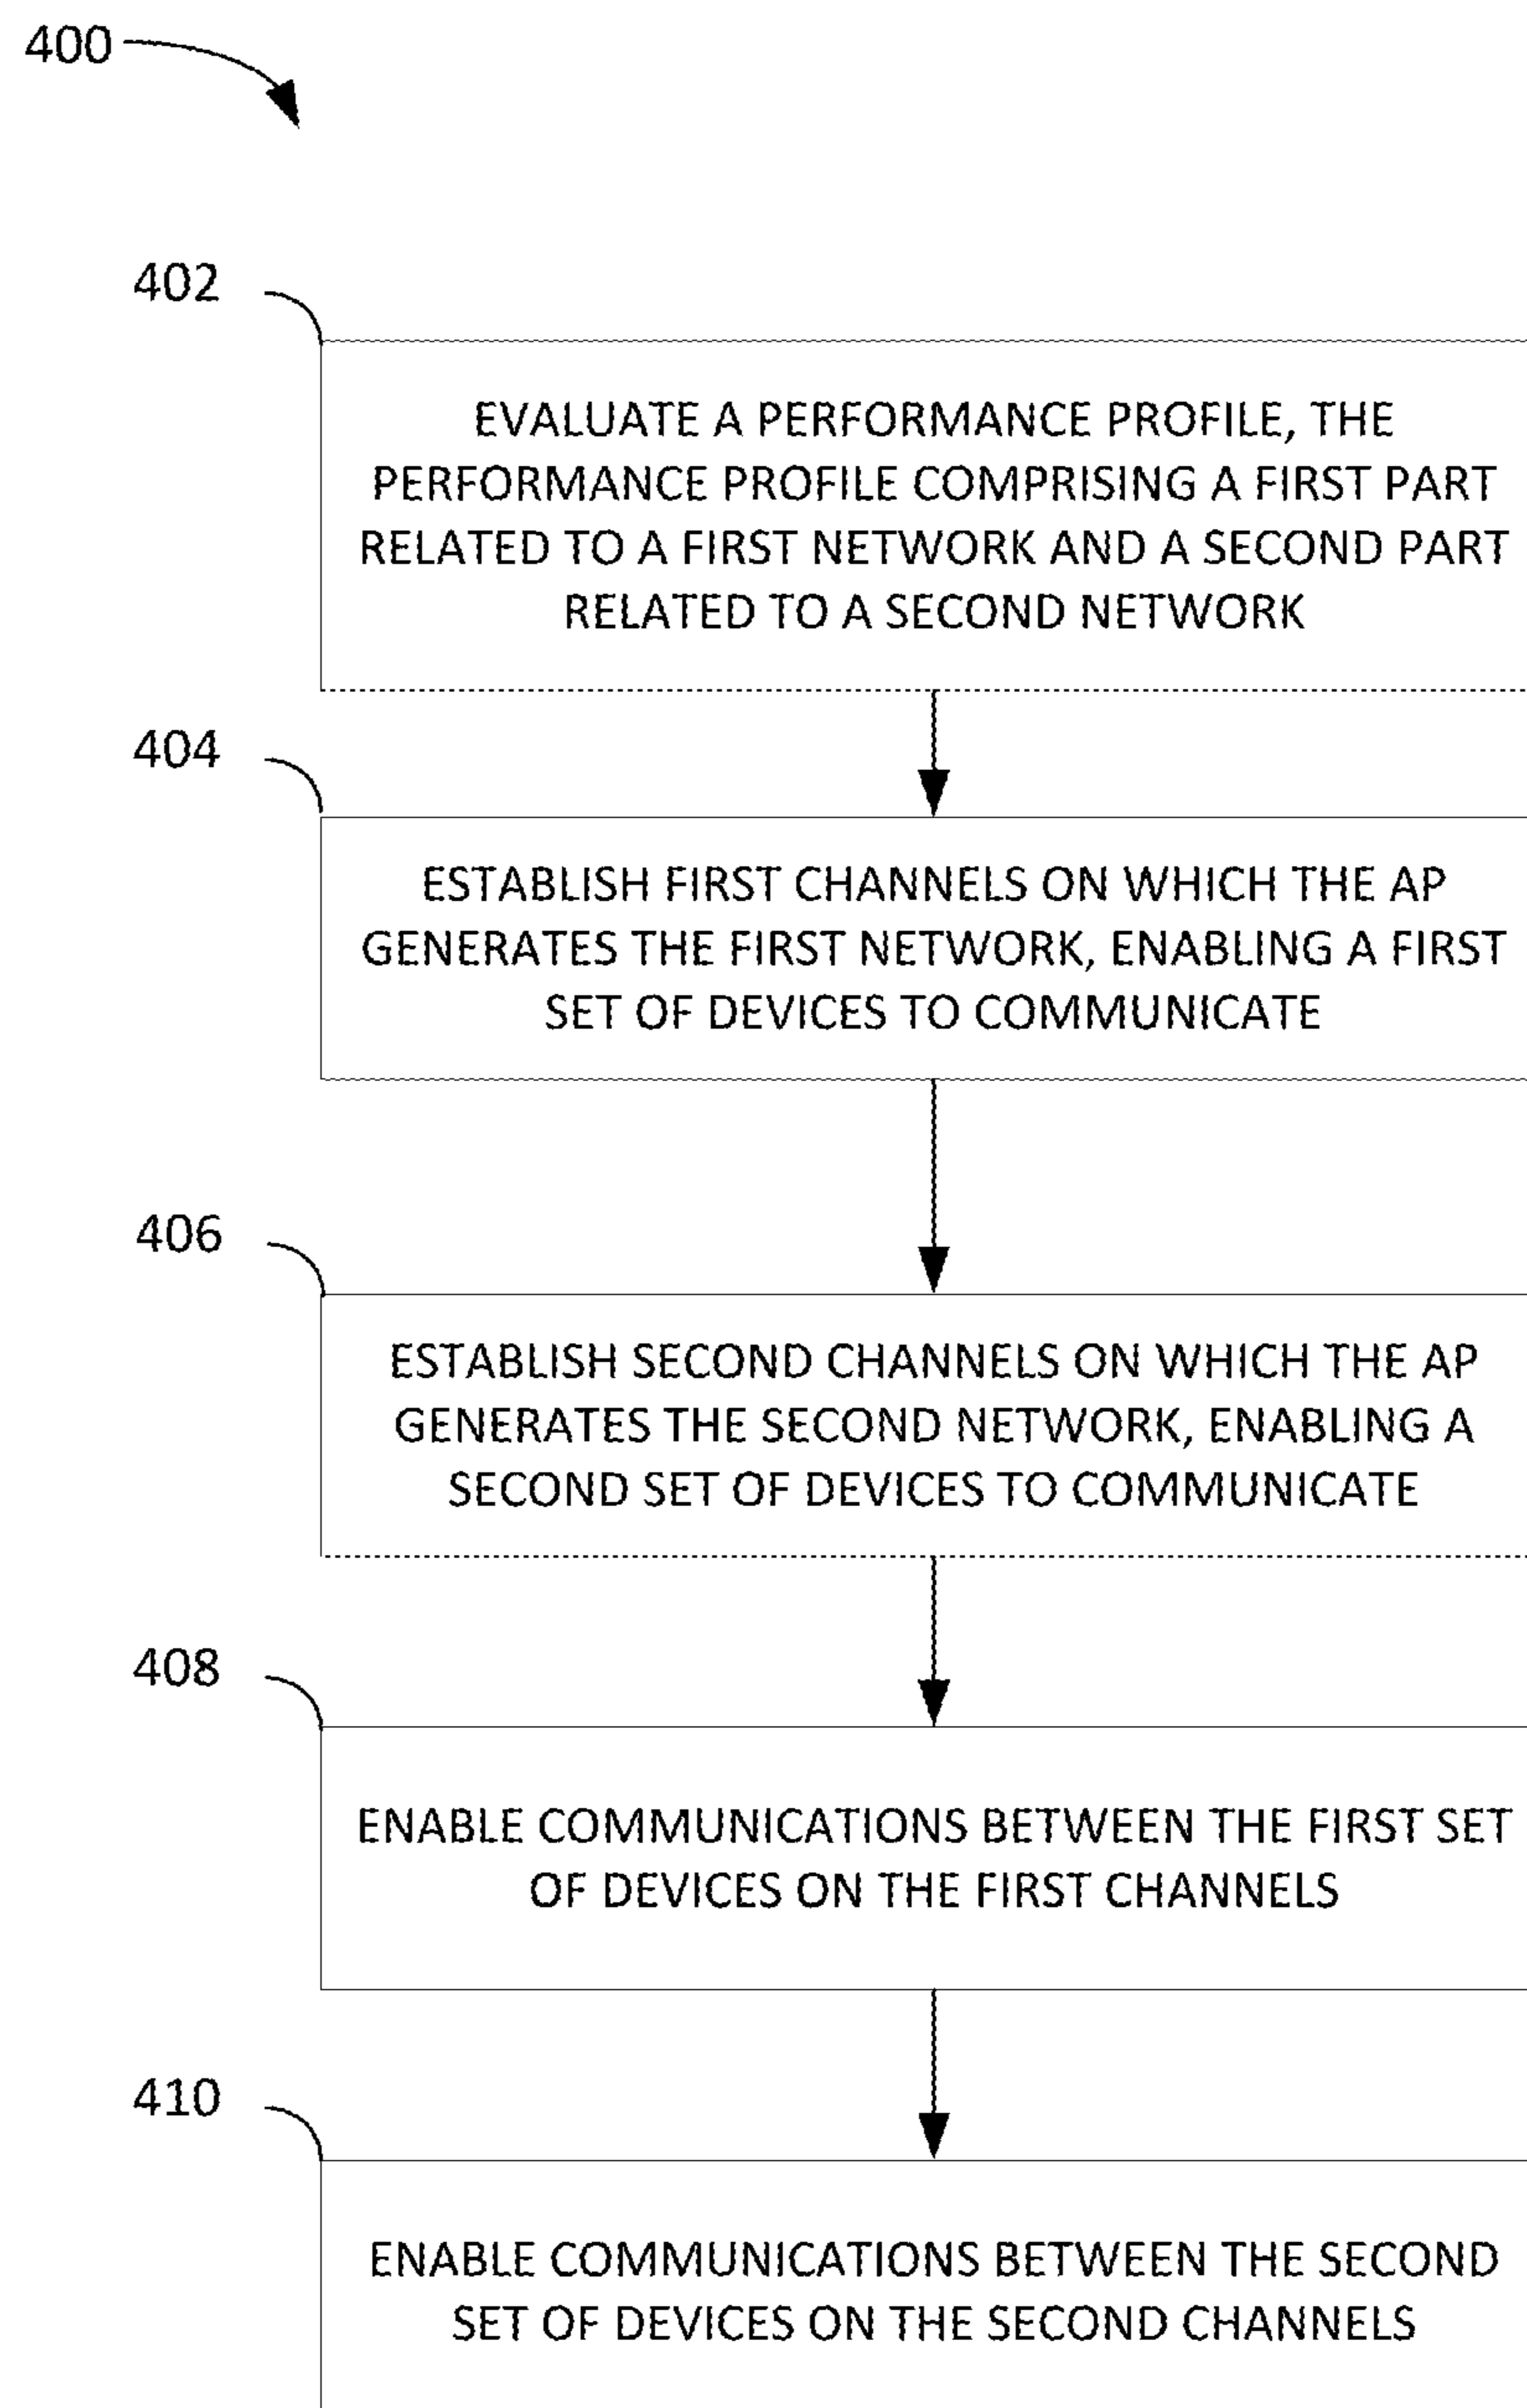 400
402
EVALUATE A PERFORMANCE PROFILE, THE
PERFORMANCE PROFILE COMPRISING A FIRST PART
RELATED TO A FIRST NETWORK AND A SECOND PART
RELATED TO A SECOND NETWORK
404
ESTABLISH FIRST CHANNELS ON WHICH THE AP
GENERATES THE FIRST NETWORK, ENABLING A FIRST
SET OF DEVICES TO COMMUNICATE
406
ESTABLISH SECOND CHANNELS ON WHICH THE AP
GENERATES THE SECOND NETWORK, ENABLING A
SECOND SET OF DEVICES TO COMMUNICATE
408
ENABLE COMMUNICATIONS BETWEEN THE FIRST SET
OF DEVICES ON THE FIRST CHANNELS
410
ENABLE COMMUNICATIONS BETWEEN THE SECOND
SET OF DEVICES ON THE SECOND CHANNELS